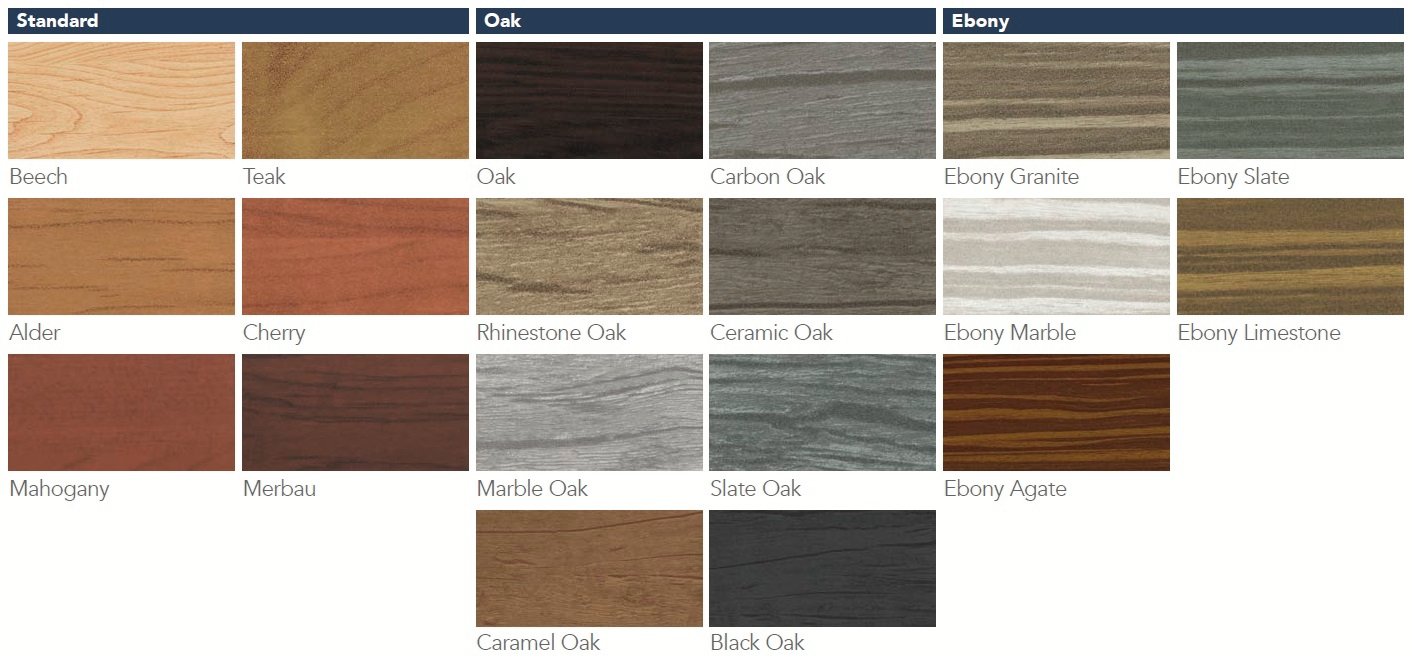 Standard
Oak
Ebony
Beech
Teak
Oak
Carbon Oak
Ebony Granite
Ebony Slate
Alder
Cherry
Rhinestone Oak
Ceramic Oak
Ebony Marble
Ebony Limestone
Mahogany
Merbau
Marble Oak
Slate Oak
Ebony Agate
Caramel Oak
Black Oak